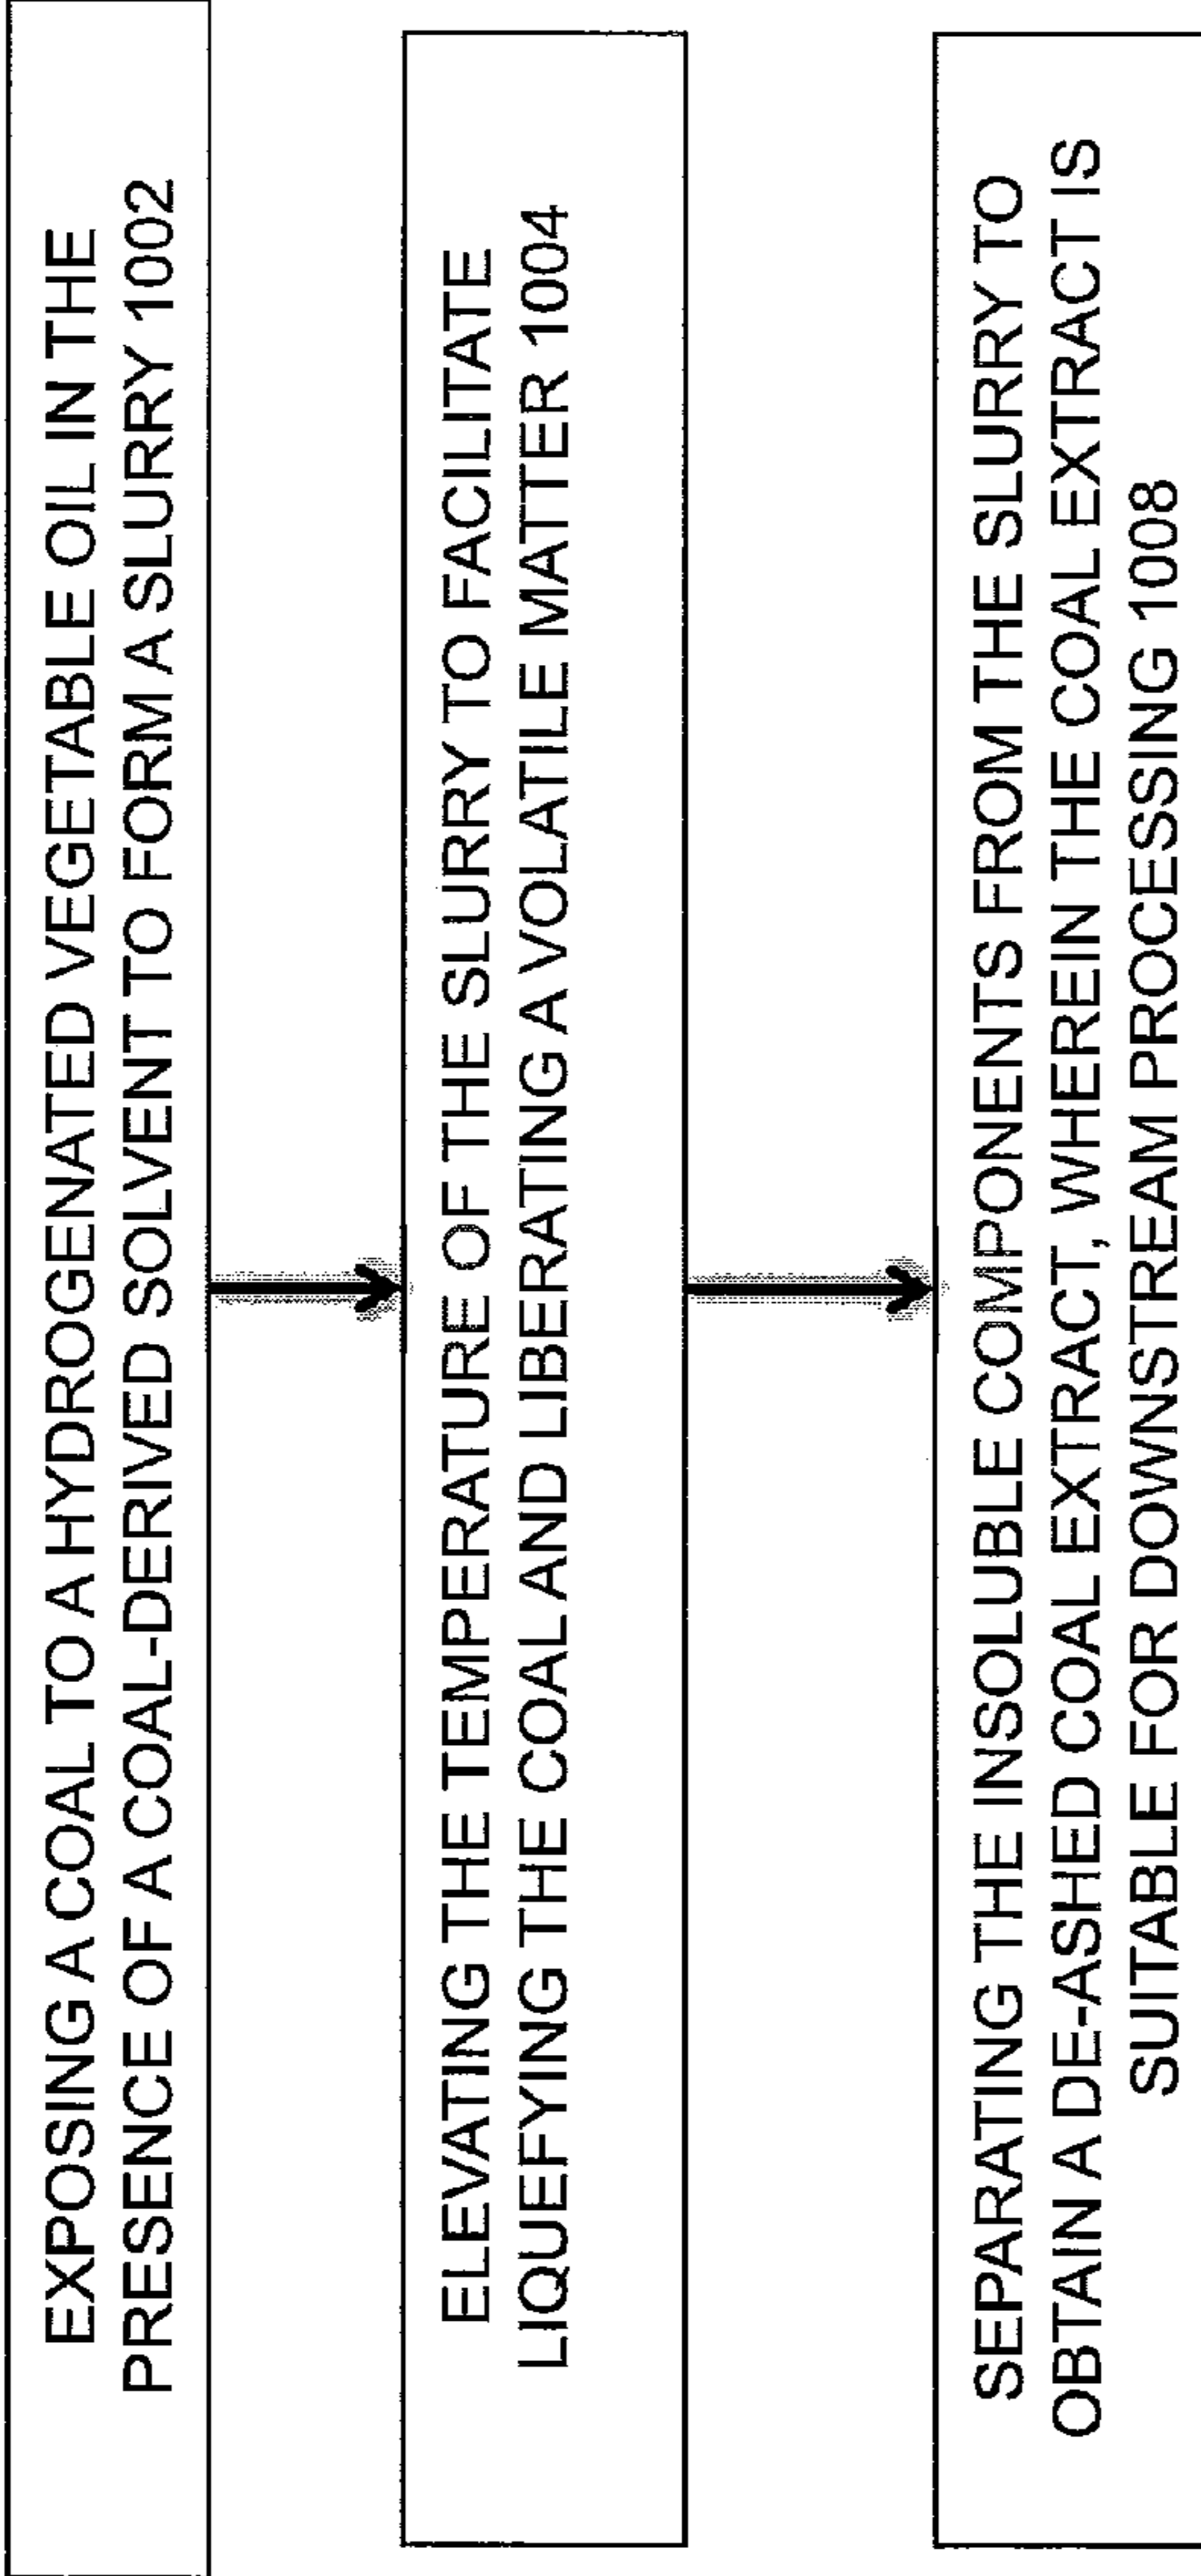 EXPOSING A COAL TO A HYDROGENATED VEGETABLE OIL IN THE
PRESENCE OF A COAL-DERIVED SOLVENT TO FORM A SLURRY 1002
ELEVATING THE TEMPERATURE OF THE SLURRY TO FACILITATE
LIQUEFYING THE COAL AND LIBERATING A VOLATILE MATTER 1004
SEPARATING THE INSOLUBLE COMPONENTS FROM THE SLURRY TO
OBTAIN A DE-ASHED COAL EXTRACT, WHEREIN THE COAL EXTRACT IS
SUITABLE FOR DOWNSTREAM PROCESSING 1008